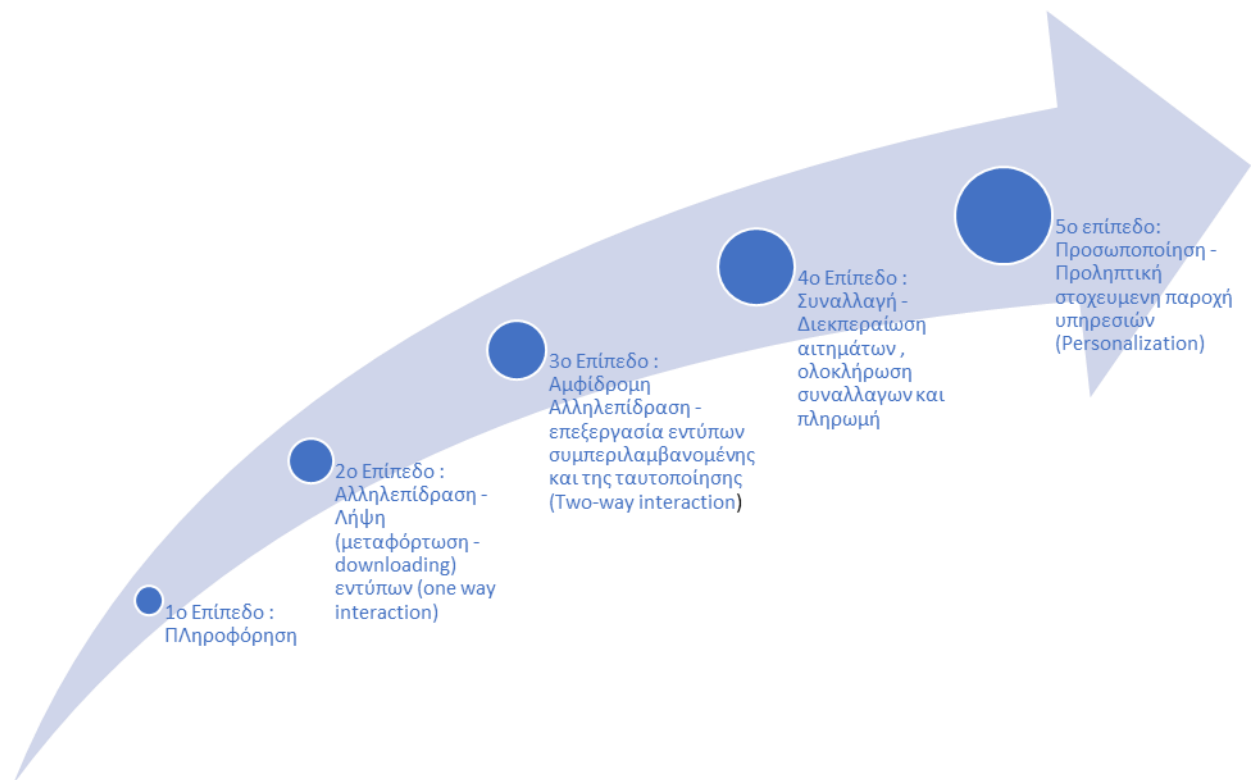 1ο Επίπεδο :
ΠΛηροφόρηση
2ο Επίπεδο :
Αλληλεπίδραση -
Λήψη
(μεταφόρτωση -
downloading)
εντύπων (one way
interaction)
3ο Επίπεδο :
Αμφίδρομη
Αλληλεπίδραση -
επεξεργασία εντύπων
συμπεριλαμβανομένης
και της ταυτοποίησης
(Two-way interaction)
4ο Επίπεδο :
Συναλλαγή -
Διεκπεραίωση
αιτημάτων ,
ολοκλήρωση
συναλλαγων και
πληρωμή
5ο επίπεδο:
Προσωποποίηση -
Προληπτική
στοχευμενη παροχή
υπηρεσιών
(Personalization)